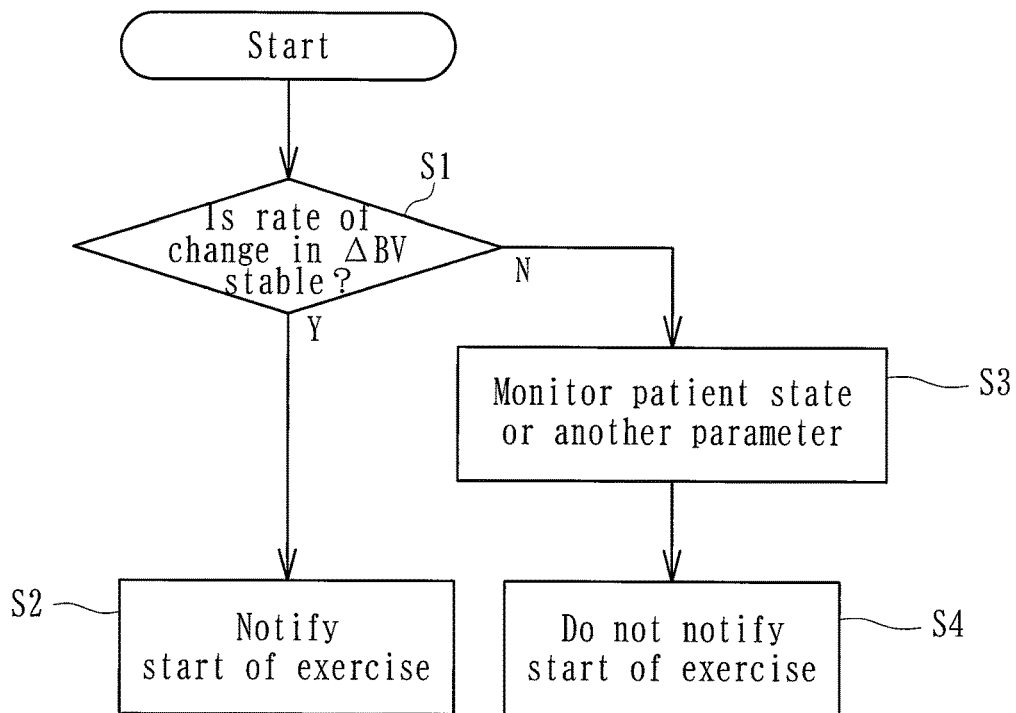 Start
S1
Is rate of
change in ΔBV
stable?
N
Y
Monitor patient state
or another parameter
S3
S2
Notify
start of exercise
Do not notify
start of exercise
S4